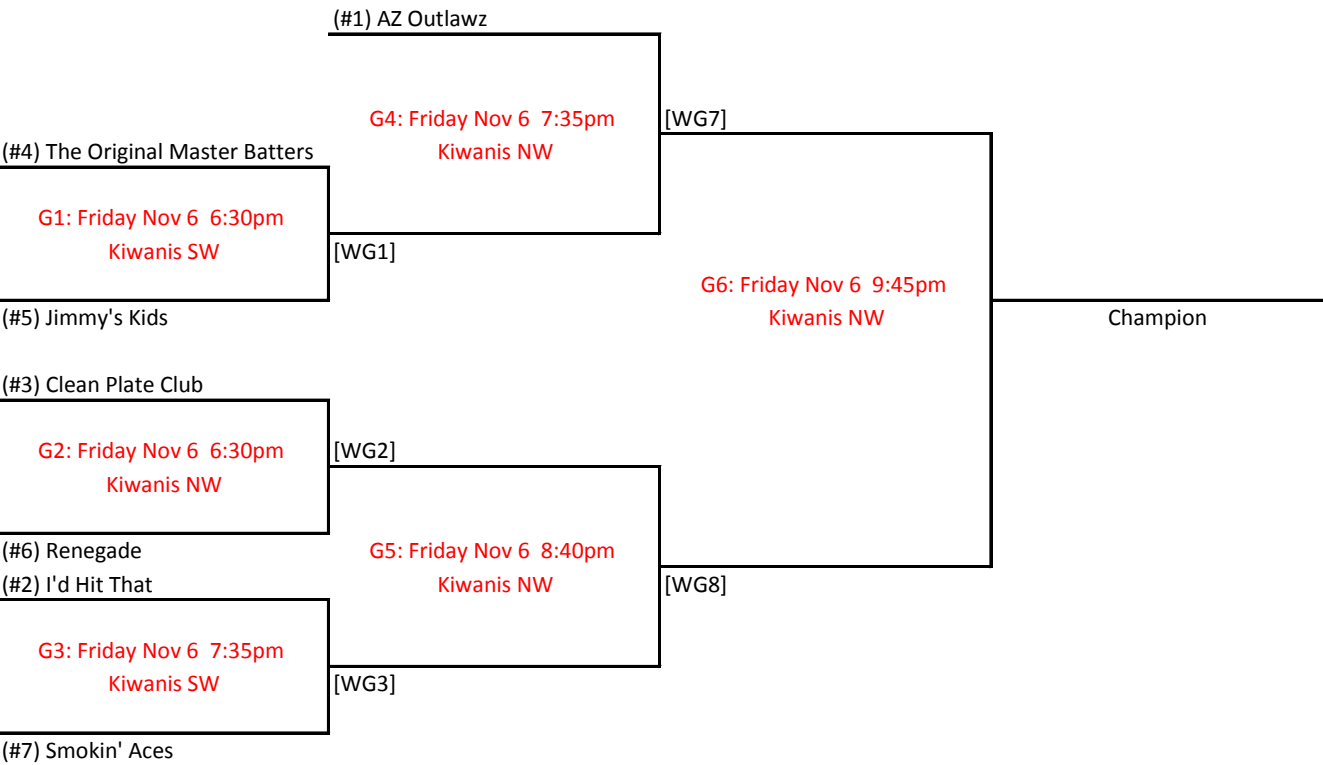 (#1) AZ Outlawz
G4: Friday Nov 6  7:35pm
Kiwanis NW
[WG7]
(#4) The Original Master Batters
G1: Friday Nov 6  6:30pm
Kiwanis SW
[WG1]
(#5) Jimmy's Kids
G6: Friday Nov 6  9:45pm
Kiwanis NW
Champion
(#3) Clean Plate Club
G2: Friday Nov 6  6:30pm
Kiwanis NW
[WG2]
(#6) Renegade
G5: Friday Nov 6  8:40pm
Kiwanis NW
[WG8]
(#2) I'd Hit That
G3: Friday Nov 6  7:35pm
Kiwanis SW
[WG3]
(#7) Smokin' Aces